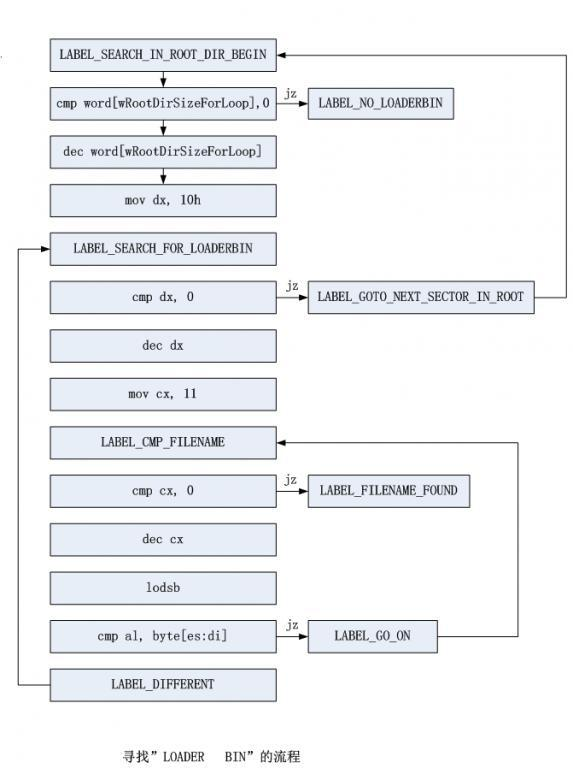 LABEL_SEARCH_IN_ROOT_DIR_BEGIN
cmp word[wRootDirSizeForLoop],0
jz
LABEL_NO_LOADERBIN
dec word[wRootDirSizeForLoop]
mov dx, 10h
LABEL_SEARCH_FOR_LOADERBIN
cmp dx, 0
jz
LABEL_GOTO_NEXT_SECTOR_IN_ROOT
dec dx
mov cx, 11
LABEL_CMP_FILENAME
cmp cx, 0
jz
LABEL_FILENAME_FOUND
dec cx
lodsb
cmp al, byte[es:di]
jz
LABEL_GO_ON
LABEL_DIFFERENT
寻找”LOADER   BIN”的流程